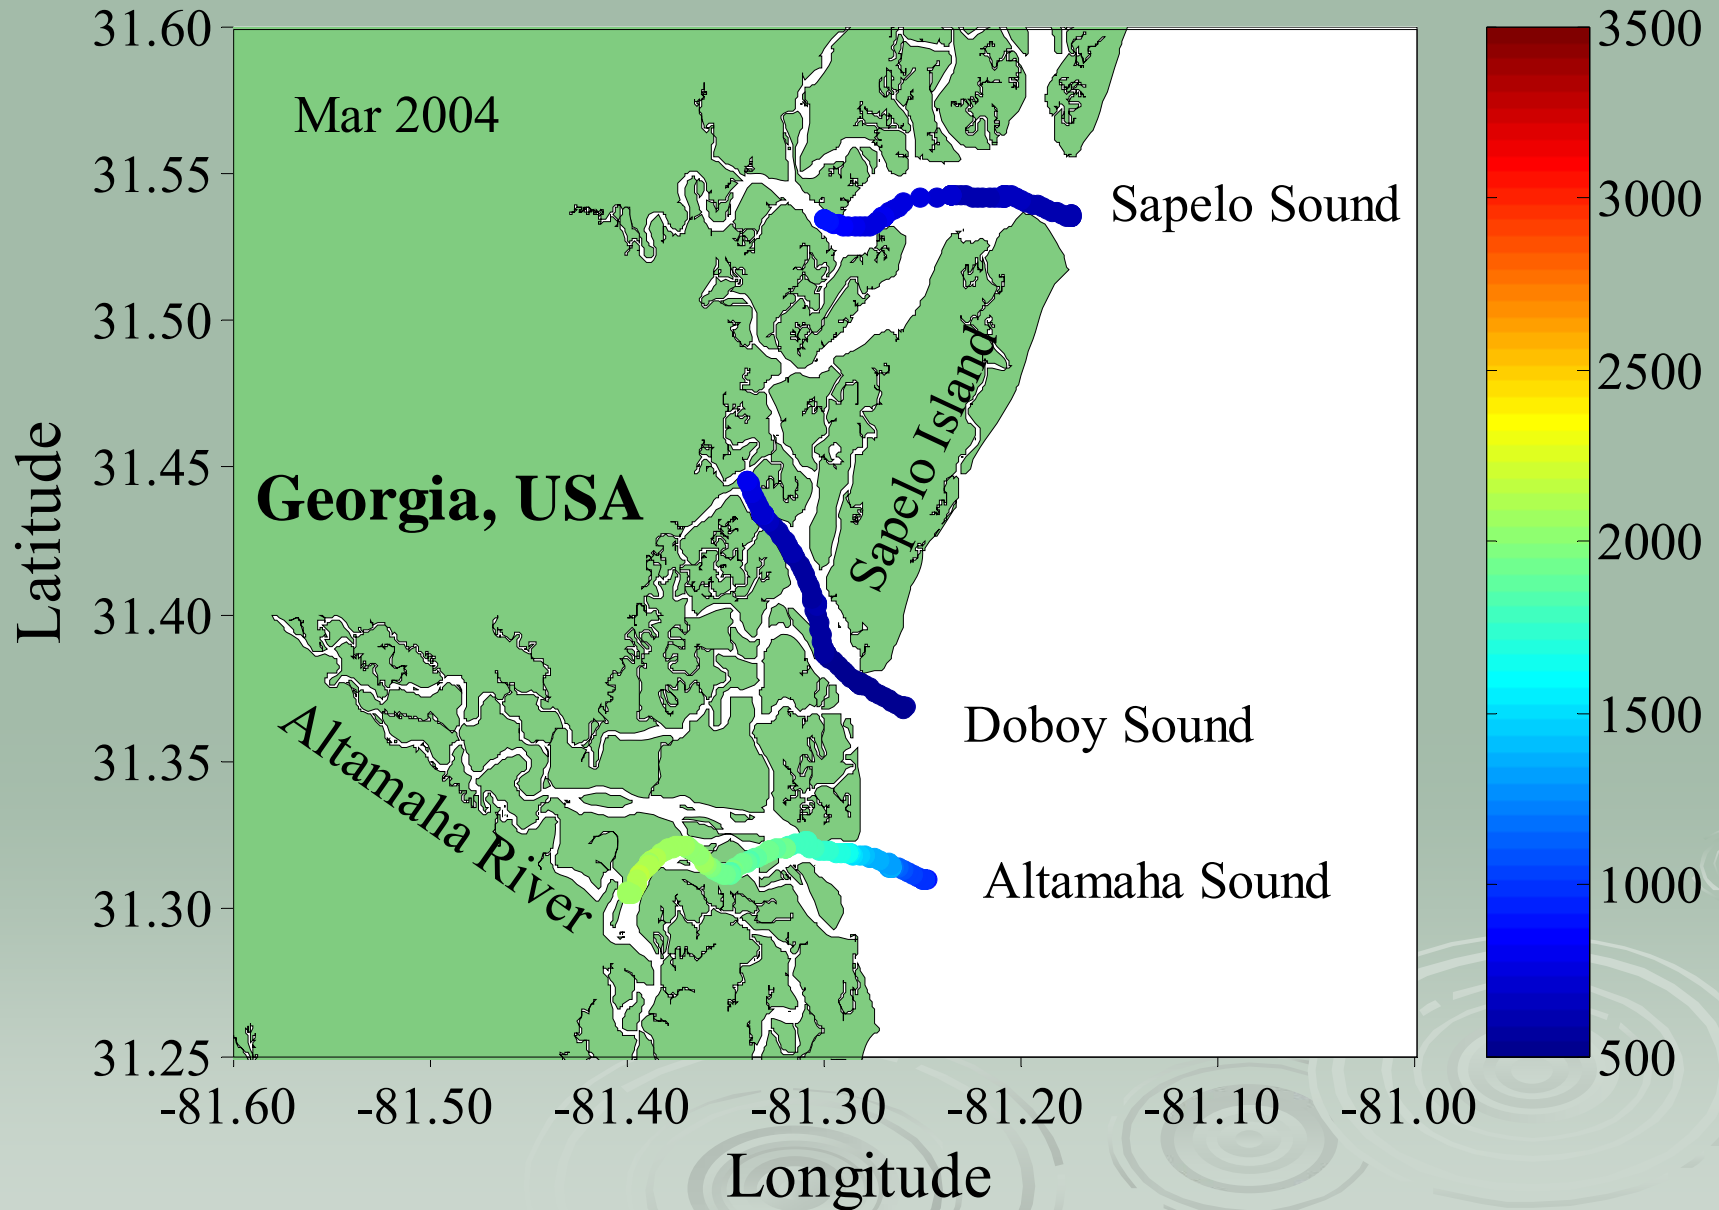 31.60
31.55
31.50
31.45
31.40
31.35
31.30
31.25
Latitude
Mar 2004
Sapelo Sound
Sapelo Island
Georgia, USA
Doboy Sound
Altamaha River
Altamaha Sound
-81.60
-81.50
-81.40
-81.30
-81.20
-81.10
-81.00
Longitude
3500
3000
2500
2000
1500
1000
500